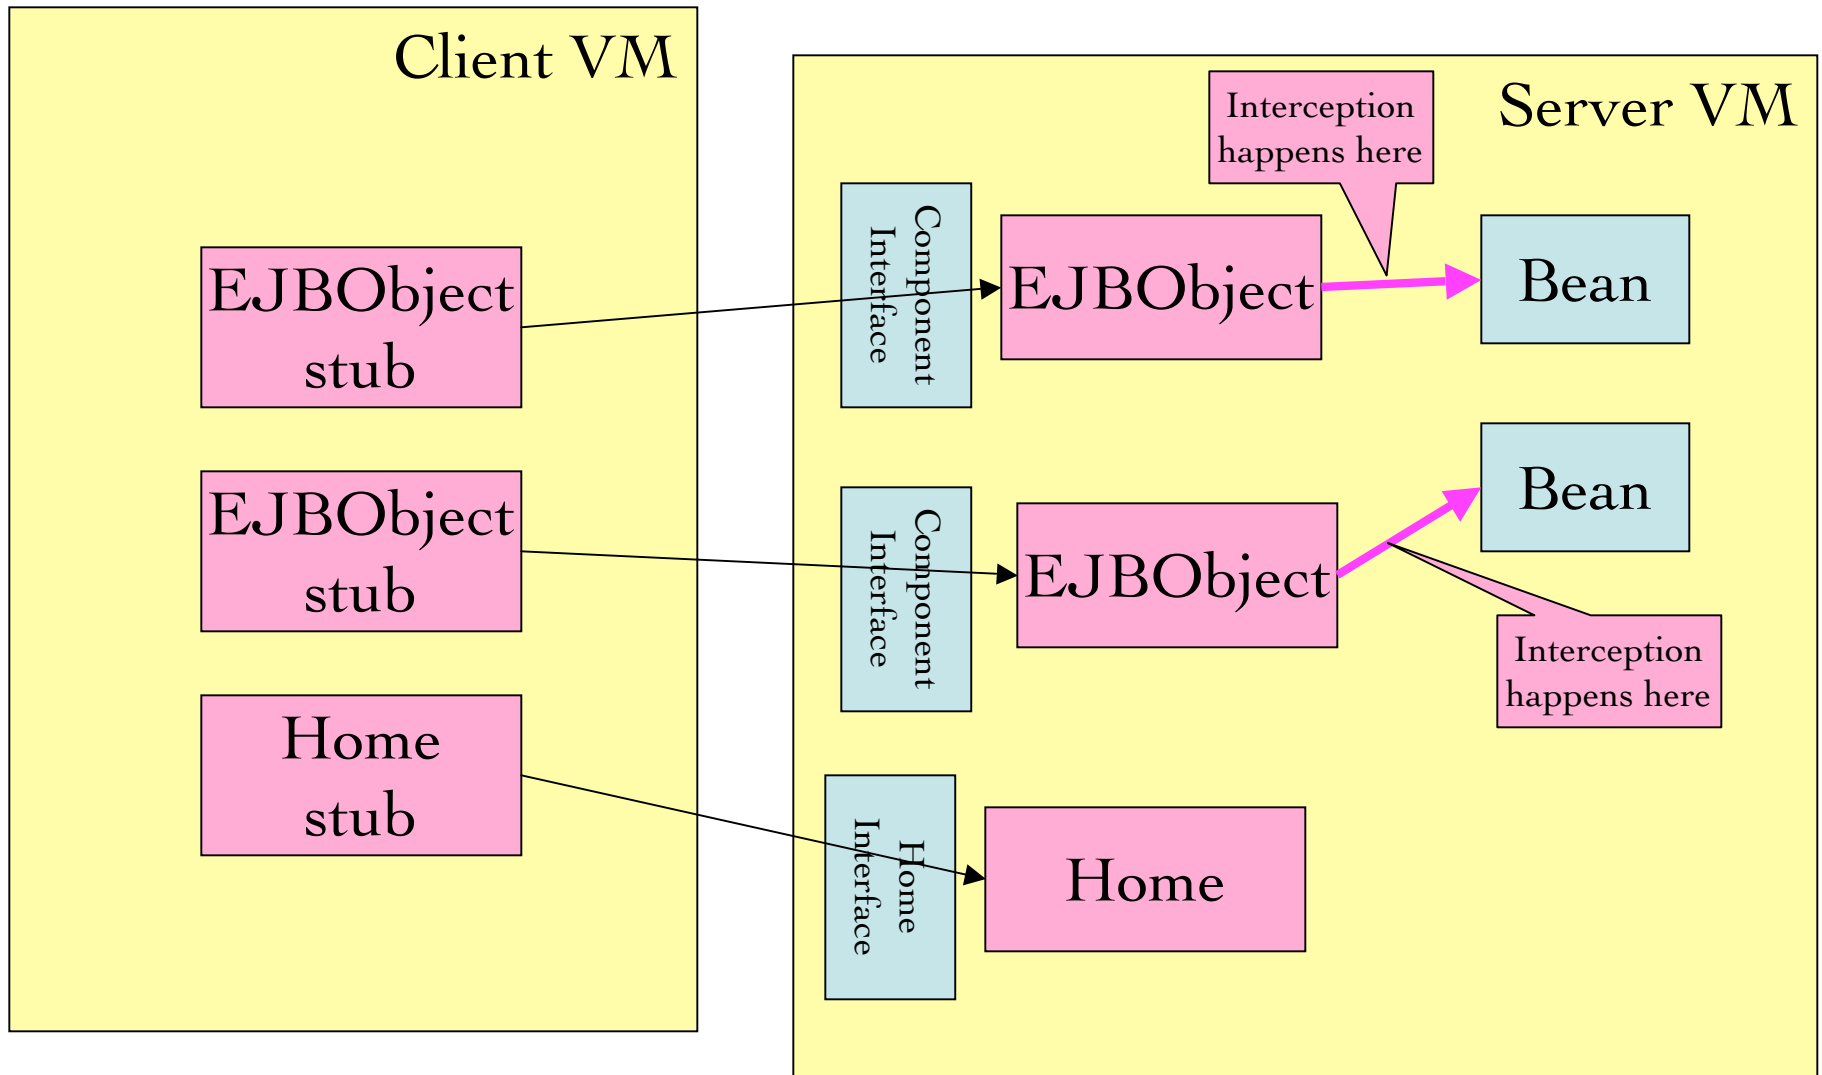 Client VM
EJBObject
stub
EJBObject
stub
Home
stub
Server VM
Interception
happens here
Component
Interface
EJBObject
Bean
Component
Interface
EJBObject
Bean
Interception
happens here
Home
Interface
Home